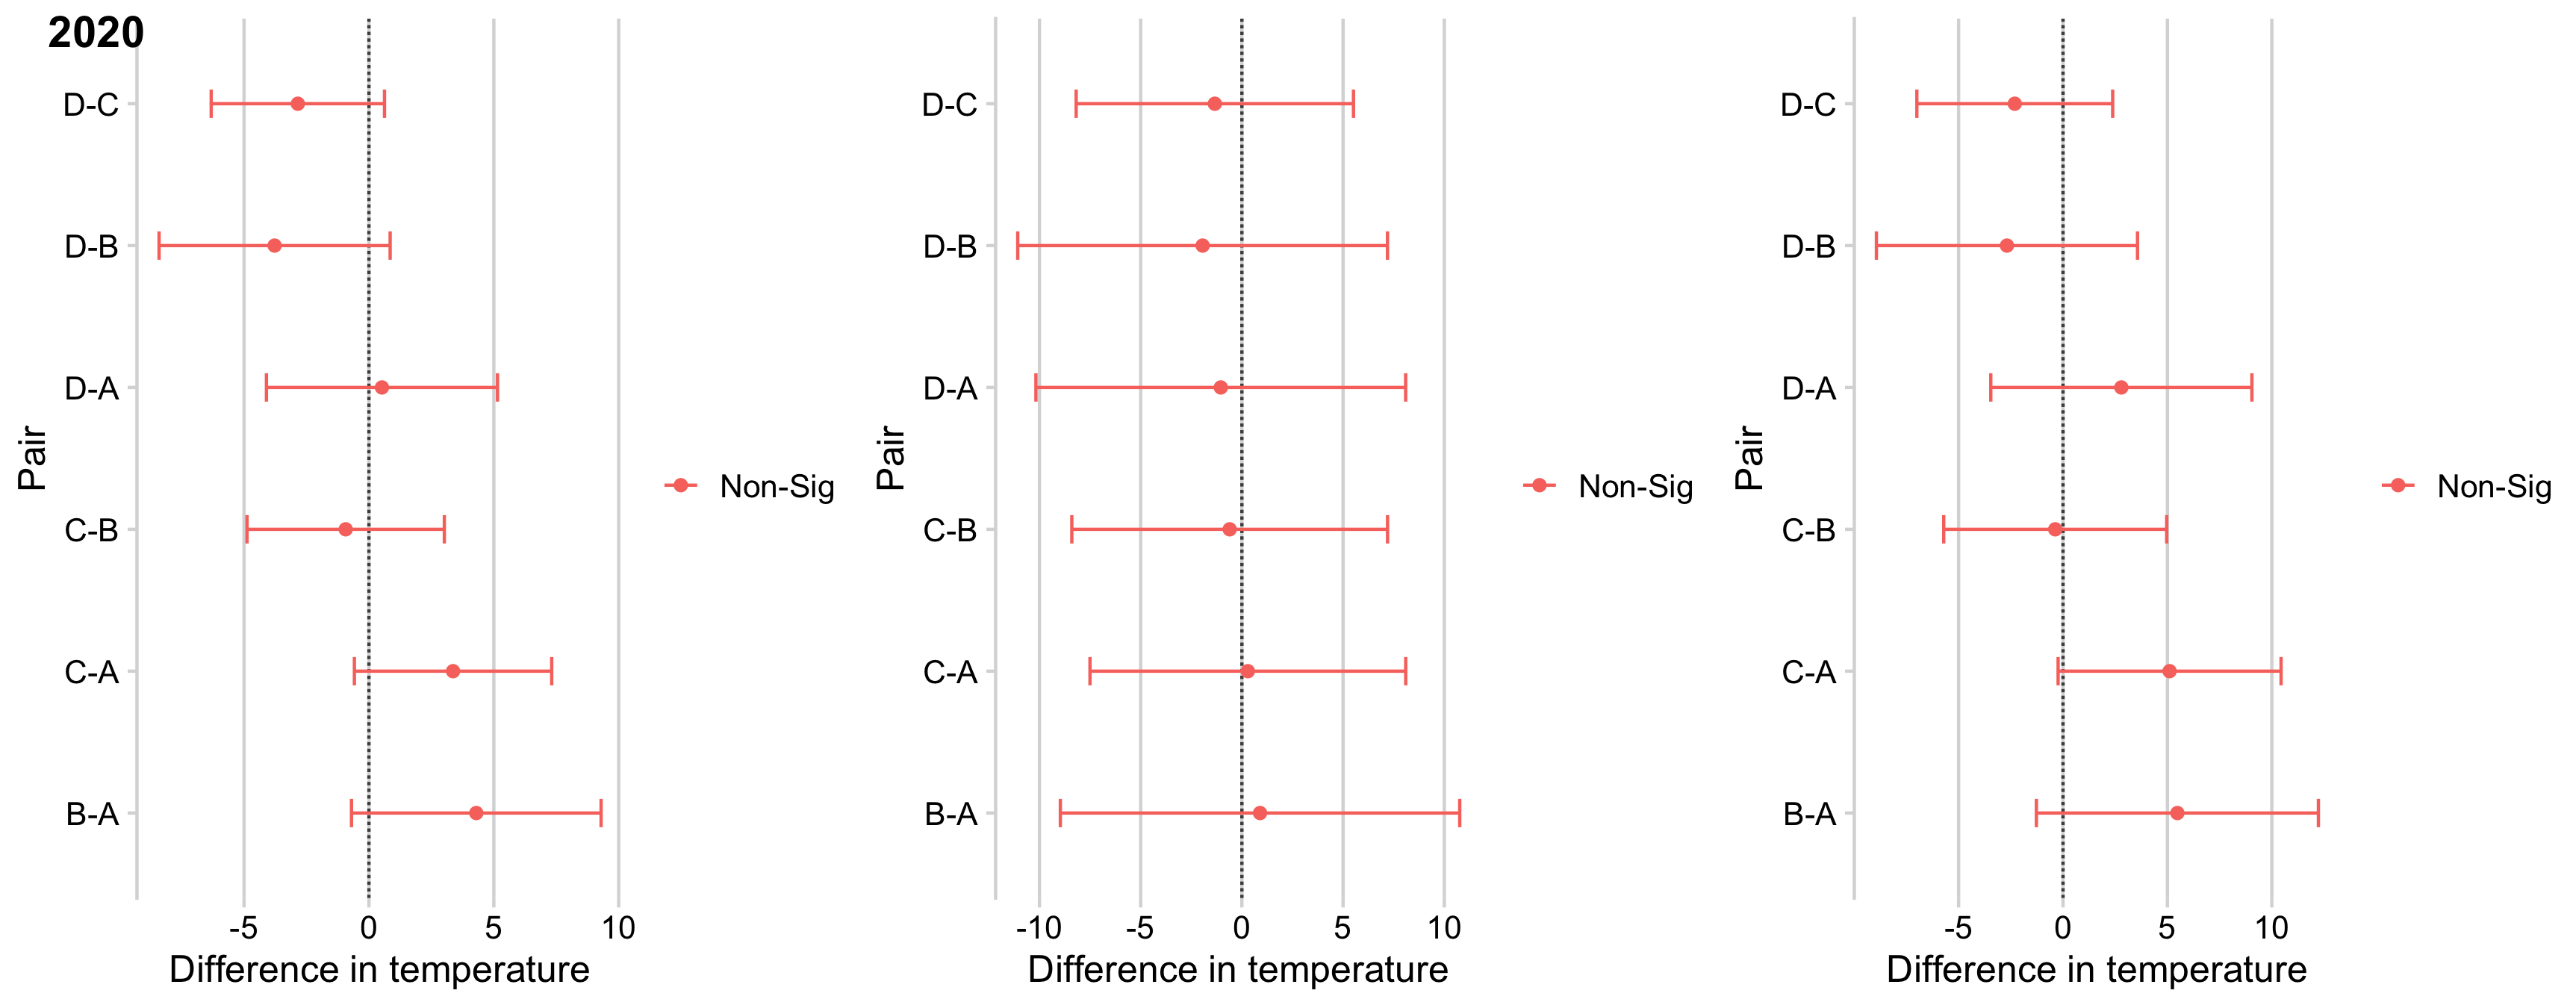 2020
D-C
D-B
D-A
C-B
C-A
B-A
Pair
-5 0 5 10
Difference in temperature
Non-Sig
D-C
D-B
D-A
C-B
C-A
B-A
Pair
-10 -5 0 5 10
Difference in temperature
Non-Sig
D-C
D-B
D-A
C-B
C-A
B-A
Pair
-5 0 5 10
Difference in temperature
Non-Sig